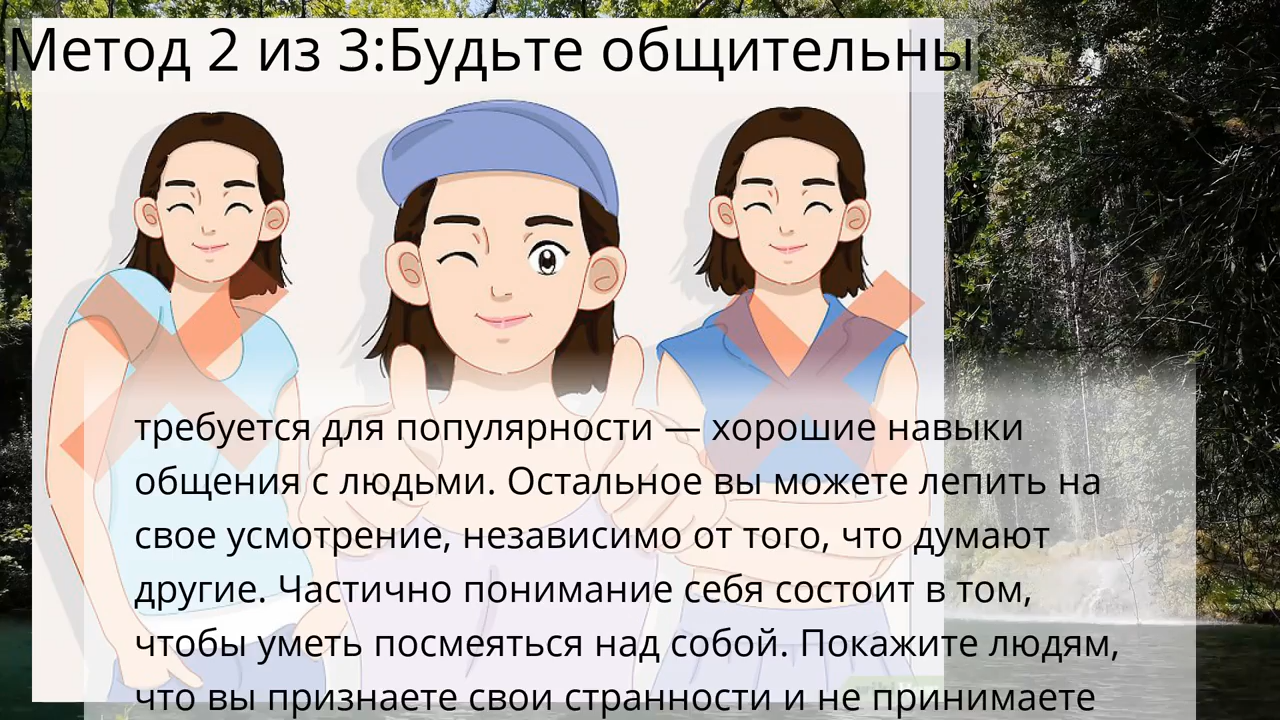 Метод 2 из 3:Будьте общительны
требуется для популярности — хорошие навыки
общения с людьми. Остальное вы можете лепить на
свое усмотрение, независимо от того, что думают
другие. Частично понимание себя состоит в том,
чтобы уметь посмеяться над собой. Покажите людям,
что вы признаете свои странности и не принимаете